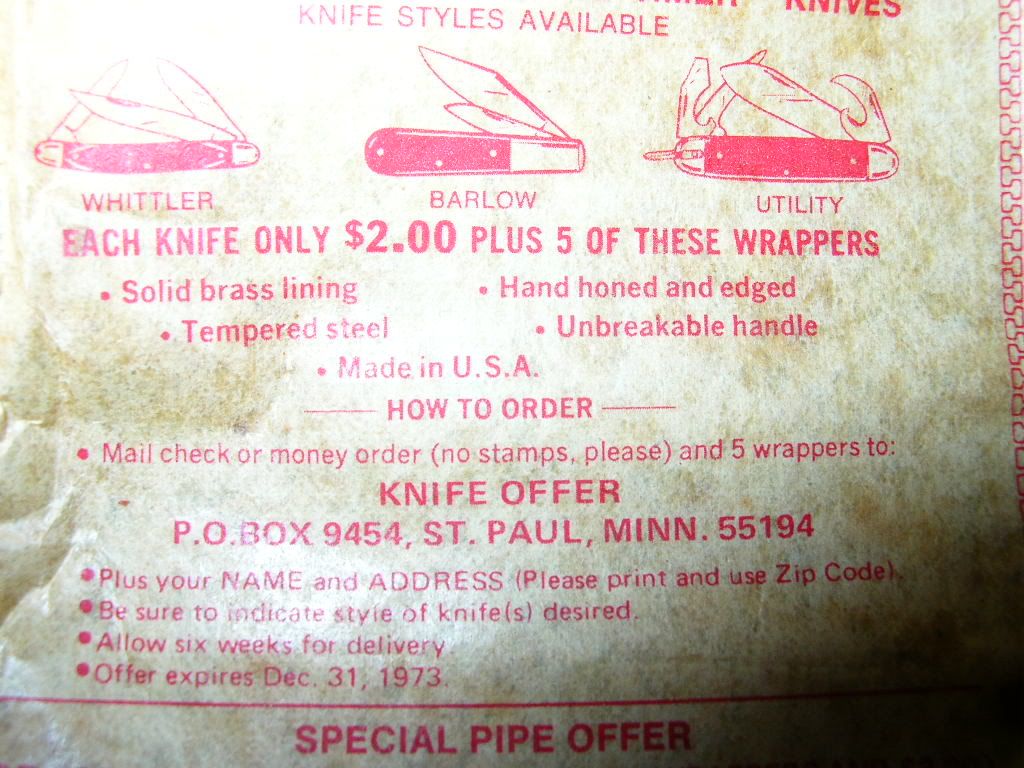 KNIVES
KNIFE STYLES AVAILABLE
WHITTLER BARLOW UTILITY
EACH KNIFE ONLY $2.00 PLUS 5 OF THESE WRAPPERS
• Solid brass lining • Hand honed and edged
• Tempered steel • Unbreakable handle
• Made in U.S.A.
HOW TO ORDER
• Mail check or money order (no stamps, please) and 5 wrappers to:
KNIFE OFFER
P.O.BOX 9454, ST. PAUL, MINN. 55194
•Plus your NAME and ADDRESS (Please print and use Zip Code).
•Be sure to indicate style of knife(s) desired.
•Allow six weeks for delivery.
•Offer expires Dec. 31, 1973.
SPECIAL PIPE OFFER